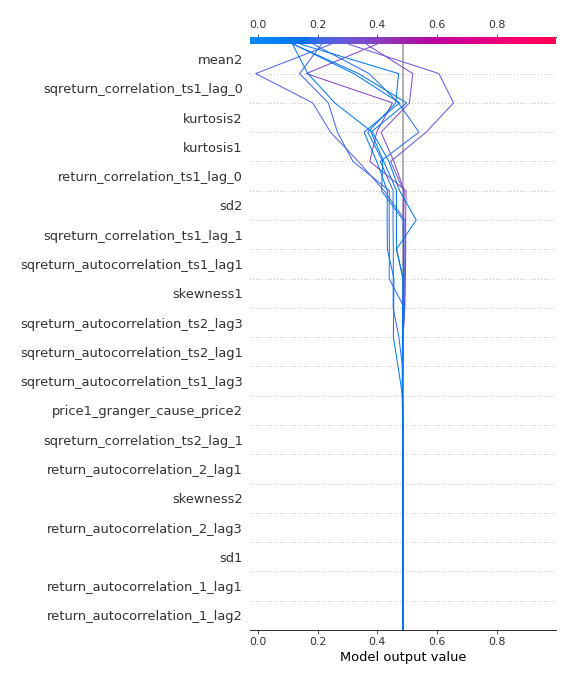 0.0 0.2 0.4 0.6 0.8
mean2
sqreturn_correlation_ts1_lag_0
kurtosis2
kurtosis1
return_correlation_ts1_lag_0
sd2
sqreturn_correlation_ts1_lag_1
sqreturn_autocorrelation_ts1_lag1
skewness1
sqreturn_autocorrelation_ts2_lag3
sqreturn_autocorrelation_ts2_lag1
sqreturn_autocorrelation_ts1_lag3
price1_granger_cause_price2
sqreturn_correlation_ts2_lag_1
return_autocorrelation_2_lag1
skewness2
return_autocorrelation_2_lag3
sd1
return_autocorrelation_1_lag1
return_autocorrelation_1_lag2
0.0 0.2 0.4 0.6 0.8
Model output value